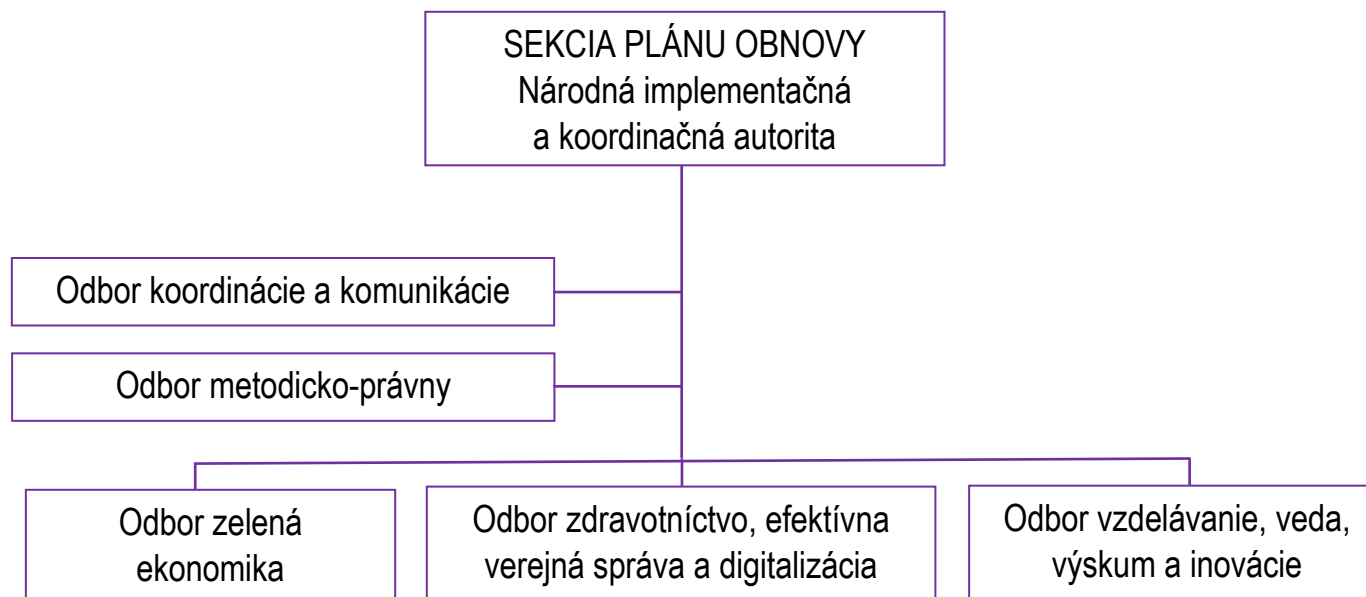 SEKCIA PLÁNU OBNOVY
Národná implementačná
a koordinačná autorita
Odbor koordinácie a komunikácie
Odbor metodicko-právny
Odbor zelená
ekonomika
Odbor zdravotníctvo, efektívna
verejná správa a digitalizácia
Odbor vzdelávanie, veda,
výskum a inovácie